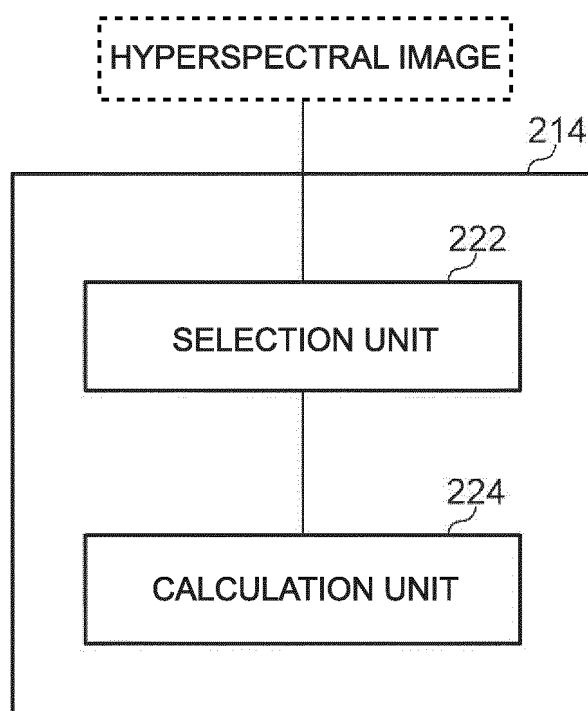 HYPERSPECTRAL IMAGE
214
222
SELECTION UNIT
224
CALCULATION UNIT